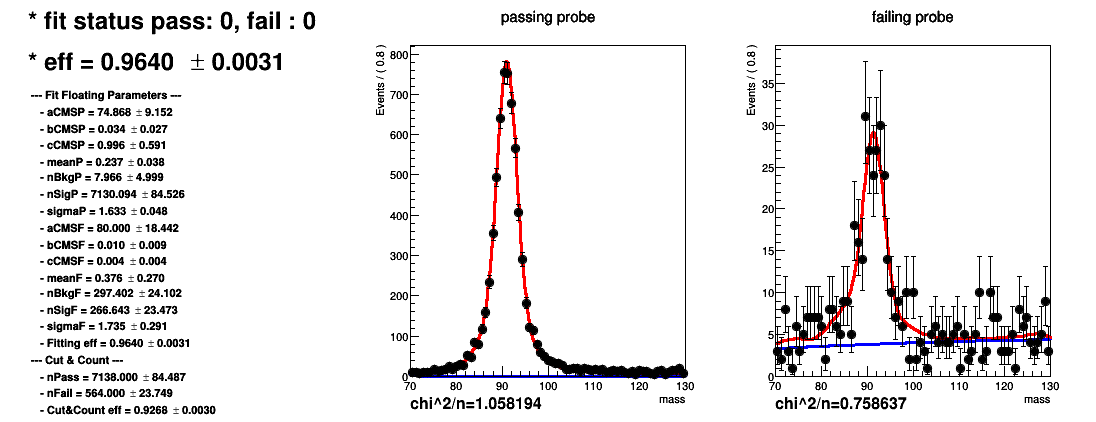 * fit status pass: 0, fail : 0
* eff = 0.9640 ± 0.0031
--- Fit Floating Parameters ---
- aCMSP = 74.868 ± 9.152
- bCMSP = 0.034 ± 0.027
- cCMSP = 0.996 ± 0.591
- meanP = 0.237 ± 0.038
- nBkgP = 7.966 ± 4.999
- nSigP = 7130.094 ± 84.526
- sigmaP = 1.633 ± 0.048
- aCMSF = 80.000 ± 18.442
- bCMSF = 0.010 ± 0.009
- cCMSF = 0.004 ± 0.004
- meanF = 0.376 ± 0.270
- nBkgF = 297.402 ± 24.102
- nSigF = 266.643 ± 23.473
- sigmaF = 1.735 ± 0.291
- Fitting eff = 0.9640 ± 0.0031
--- Cut & Count ---
- nPass = 7138.000 ± 84.487
- nFail = 564.000 ± 23.749
- Cut&Count eff = 0.9268 ± 0.0030
passing probe
Events / ( 0.8 )
800
700
600
500
400
300
200
100
0
70 80 90 100 110 120 130
mass
chi^2/n=1.058194
failing probe
Events / ( 0.8 )
35
30
25
20
15
10
5
0
70 80 90 100 110 120 130
mass
chi^2/n=0.758637